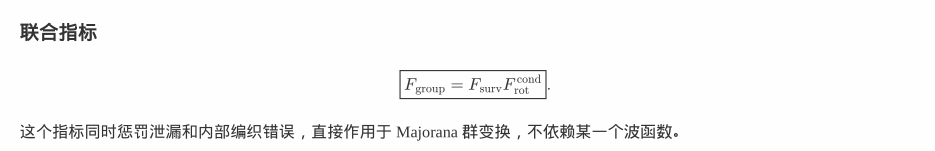 联合指标
F_group = F_surv F_rot^cond.
这个指标同时惩罚泄漏和内部编织错误，直接作用于 Majorana 群变换，不依赖某一个波函数。